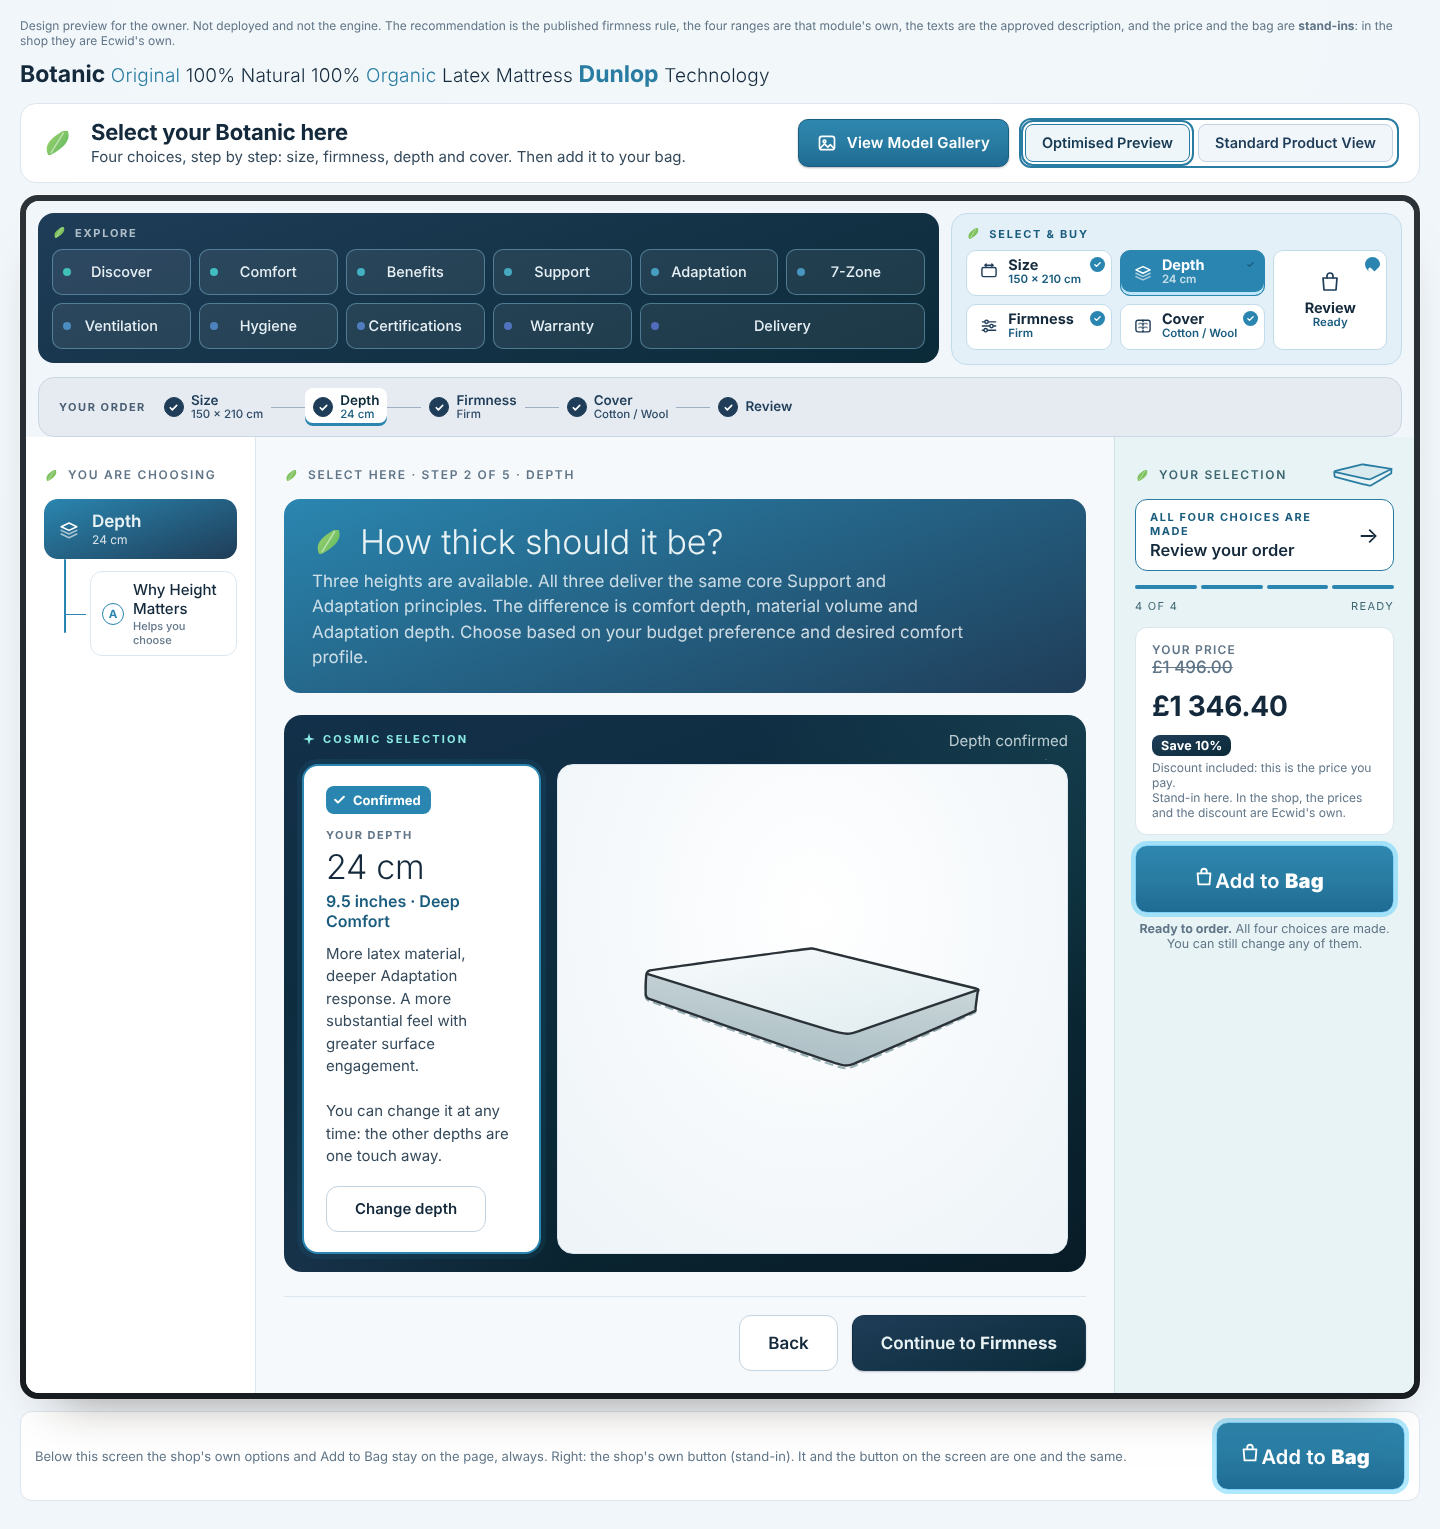 Design preview for the owner. Not deployed and not the engine. The recommendation is the published firmness rule, the four ranges are that module's own, the texts are the approved description, and the price and the bag are stand-ins: in the
shop they are Ecwid's own.
Botanic Original 100% Natural 100% Organic Latex Mattress Dunlop Technology
Select your Botanic here
Four choices, step by step: size, firmness, depth and cover. Then add it to your bag.
View Model Gallery
Optimised Preview
Standard Product View
EXPLORE
Discover
Comfort
Benefits
Support
Adaptation
7-Zone
Ventilation
Hygiene
Certifications
Warranty
Delivery
SELECT & BUY
Size
150 × 210 cm
Depth
24 cm
Firmness
Firm
Cover
Cotton / Wool
Review
Ready
YOUR ORDER
Size
150 × 210 cm
Depth
24 cm
Firmness
Firm
Cover
Cotton / Wool
Review
YOU ARE CHOOSING
Depth
24 cm
A
Why Height
Matters
Helps you
choose
SELECT HERE · STEP 2 OF 5 · DEPTH
How thick should it be?
Three heights are available. All three deliver the same core Support and
Adaptation principles. The difference is comfort depth, material volume and
Adaptation depth. Choose based on your budget preference and desired comfort
profile.
COSMIC SELECTION
Depth confirmed
Confirmed
YOUR DEPTH
24 cm
9.5 inches · Deep
Comfort
More latex material,
deeper Adaptation
response. A more
substantial feel with
greater surface
engagement.
You can change it at any
time: the other depths are
one touch away.
Change depth
Back
Continue to Firmness
YOUR SELECTION
ALL FOUR CHOICES ARE
MADE
Review your order
4 OF 4
READY
YOUR PRICE
£1 496.00
£1 346.40
Save 10%
Discount included: this is the price you
pay.
Stand-in here. In the shop, the prices
and the discount are Ecwid's own.
Add to Bag
Ready to order. All four choices are made.
You can still change any of them.
Below this screen the shop's own options and Add to Bag stay on the page, always. Right: the shop's own button (stand-in). It and the button on the screen are one and the same.
Add to Bag